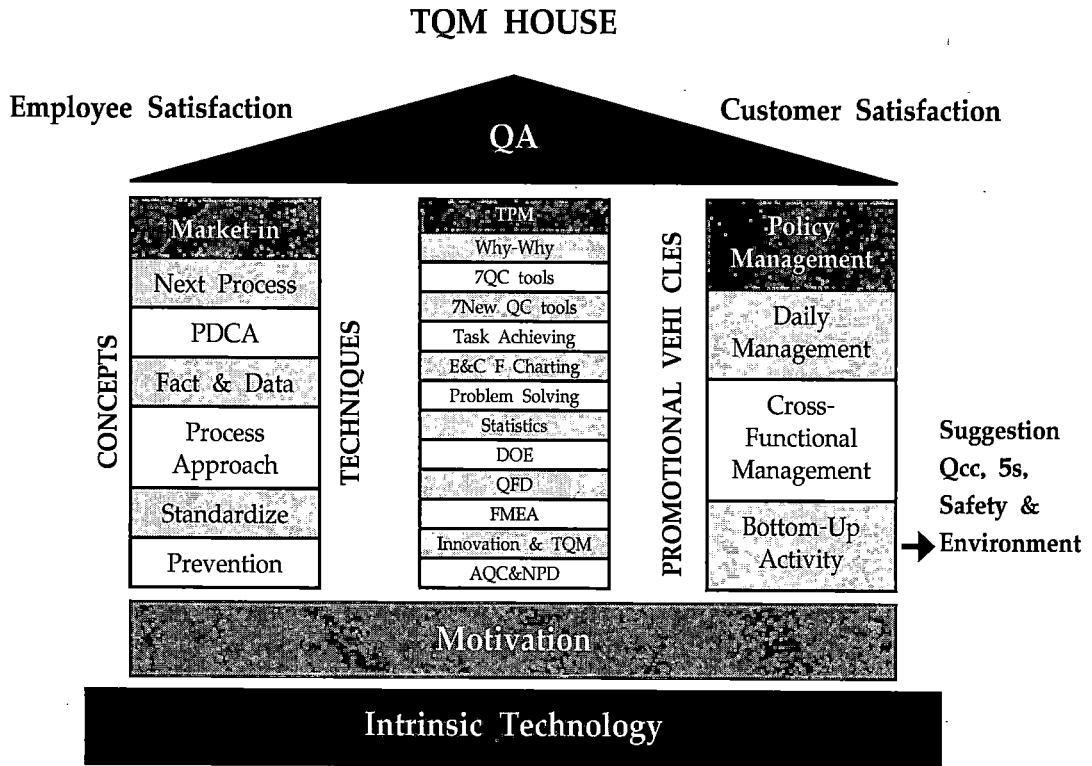 TQM HOUSE
Employee Satisfaction
Customer Satisfaction
QA
CONCEPTS
Market-in
Next Process
PDCA
Fact & Data
Process
Approach
Standardize
Prevention
TECHNIQUES
TPM
Why-Why
7QC tools
7New QC tools
Task Achieving
E&C F Charting
Problem Solving
Statistics
DOE
QFD
FMEA
Innovation & TQM
AQC&NPD
PROMOTIONAL VEHI CLES
Policy
Management
Daily
Management
Cross-
Functional
Management
Bottom-Up
Activity
Suggestion
Qcc, 5s,
Safety &
Environment
Motivation
Intrinsic Technology